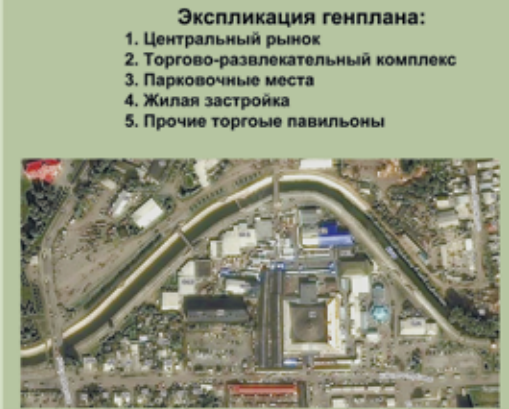 Экспликация генплана:
1. Центральный рынок
2. Торгово-развлекательный комплекс
3. Парковочные места
4. Жилая застройка
5. Прочие торгоые павильоны